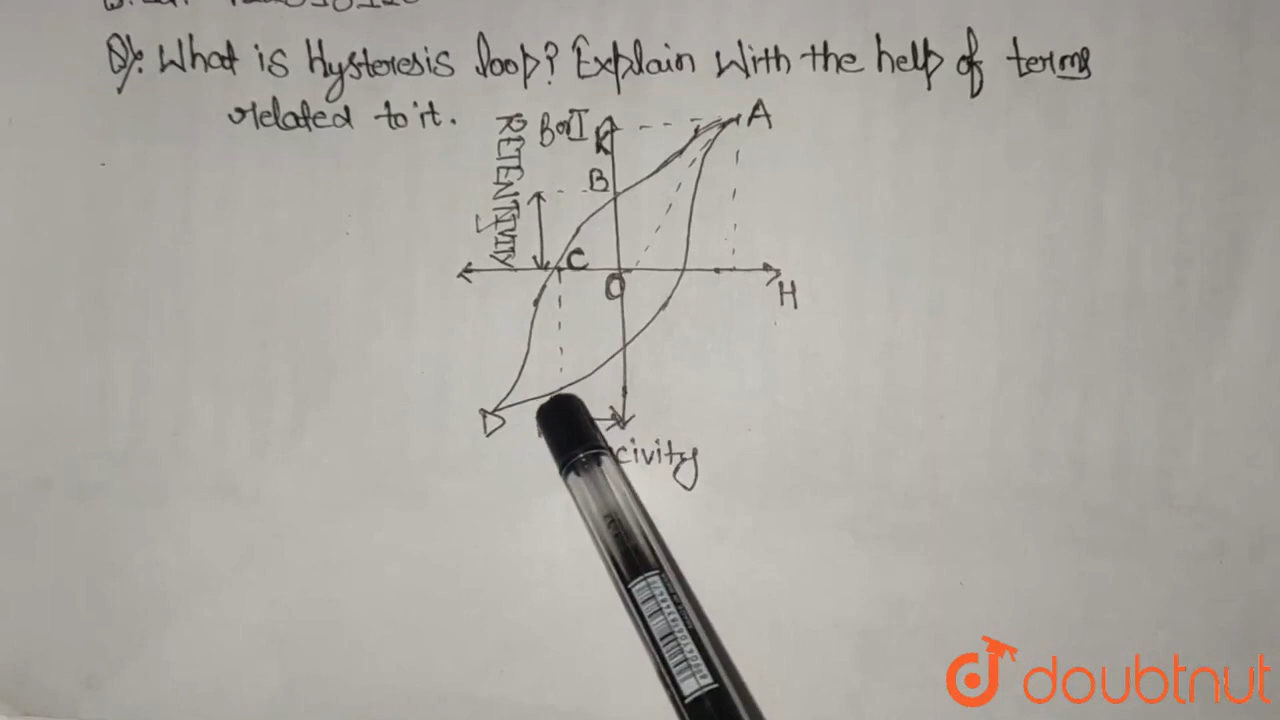 Q): What is Hysteresis loop? Explain with the help of terms
related to it.
RETENTIVITY
B or I
A
B
C
O
H
D
civity
doubtnut